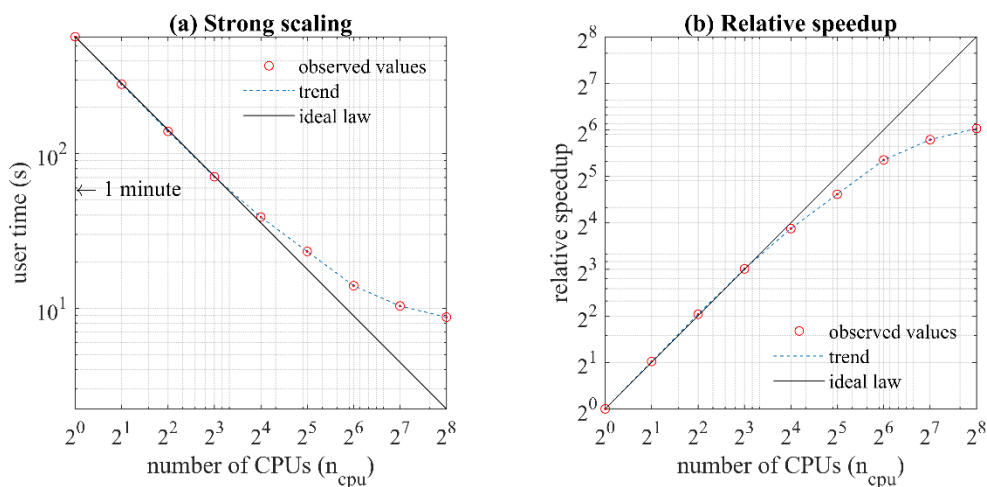 (a) Strong scaling
observed values
trend
ideal law
10²
← 1 minute
10¹
user time (s)
2⁰ 2¹ 2² 2³ 2⁴ 2⁵ 2⁶ 2⁷ 2⁸
number of CPUs (n_cpu)
(b) Relative speedup
2⁸
2⁷
2⁶
2⁵
2⁴
2³
2²
2¹
2⁰
relative speedup
observed values
trend
ideal law
2⁰ 2¹ 2² 2³ 2⁴ 2⁵ 2⁶ 2⁷ 2⁸
number of CPUs (n_cpu)